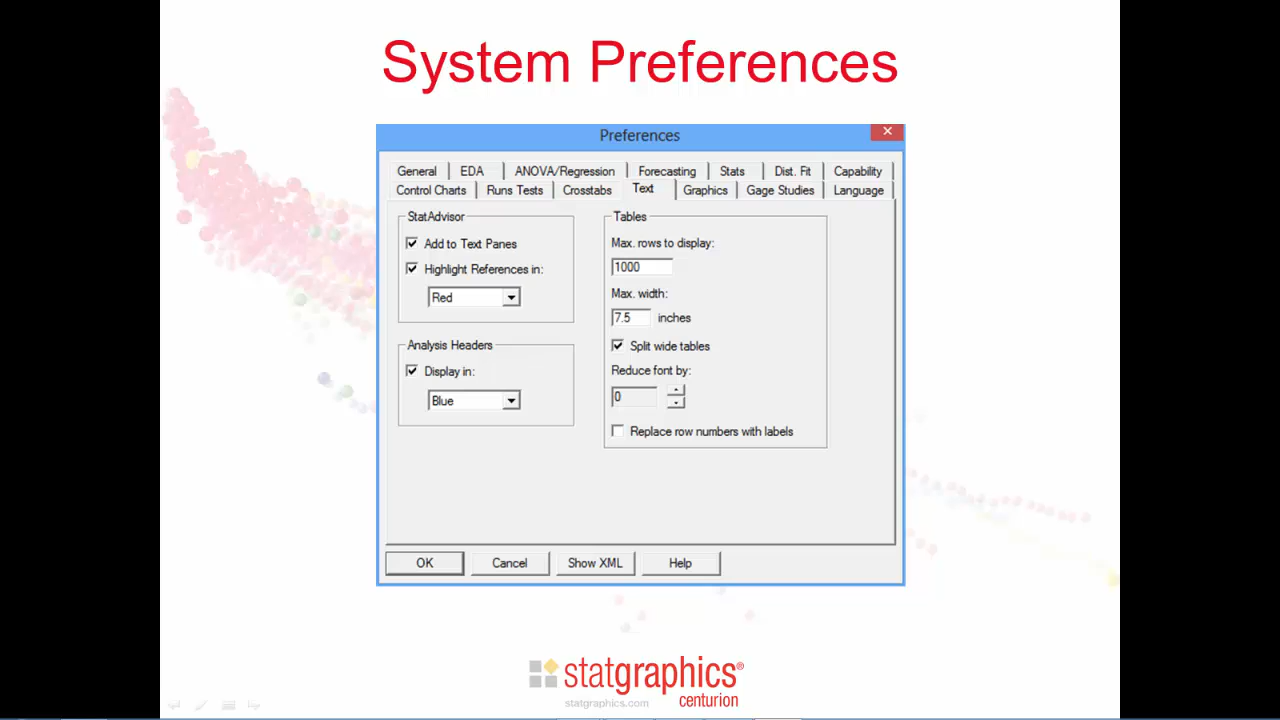 System Preferences
Preferences
General EDA ANOVA/Regression Forecasting Stats Dist. Fit Capability
Control Charts Runs Tests Crosstabs Text Graphics Gage Studies Language
StatAdvisor
Add to Text Panes
Highlight References in:
Red
Analysis Headers
Display in:
Blue
Tables
Max. rows to display:
1000
Max. width:
7.5 inches
Split wide tables
Reduce font by:
0
Replace row numbers with labels
OK Cancel Show XML Help
statgraphics®
statgraphics.com centurion